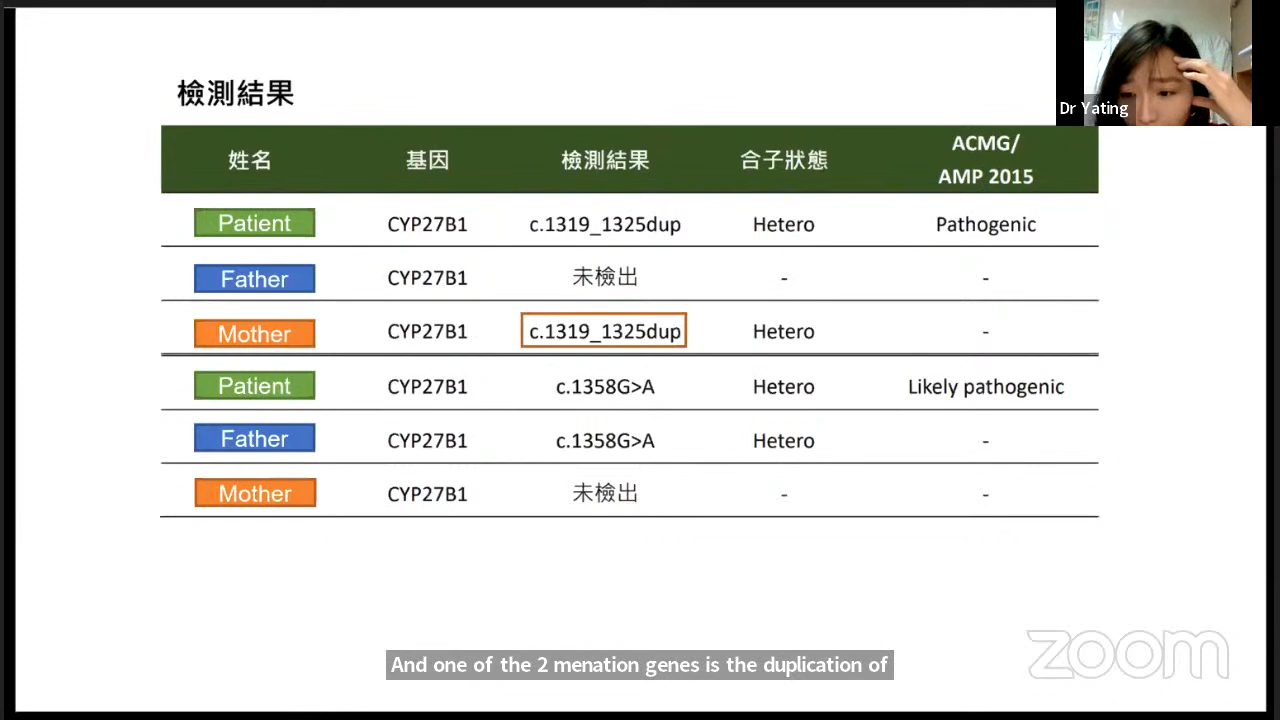 檢測結果
Dr Yating
姓名 基因 檢測結果 合子狀態 ACMG/
AMP 2015
Patient CYP27B1 c.1319_1325dup Hetero Pathogenic
Father CYP27B1 未檢出 - -
Mother CYP27B1 c.1319_1325dup Hetero -
Patient CYP27B1 c.1358G>A Hetero Likely pathogenic
Father CYP27B1 c.1358G>A Hetero -
Mother CYP27B1 未檢出 - -
zoom
And one of the 2 menation genes is the duplication of